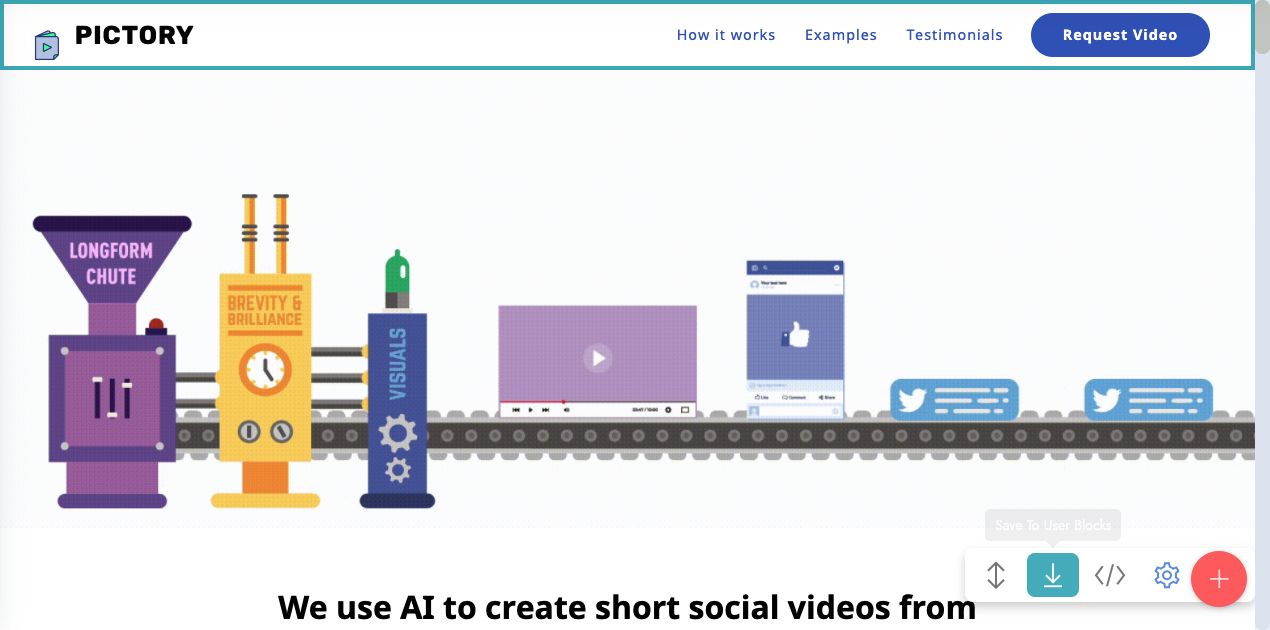 PICTORY
How it works
Examples
Testimonials
Request Video
LONGFORM
CHUTE
BREVITY &
BRILLIANCE
VISUALS
Your text here
Like
Comment
Share
Save To User Blocks
We use AI to create short social videos from